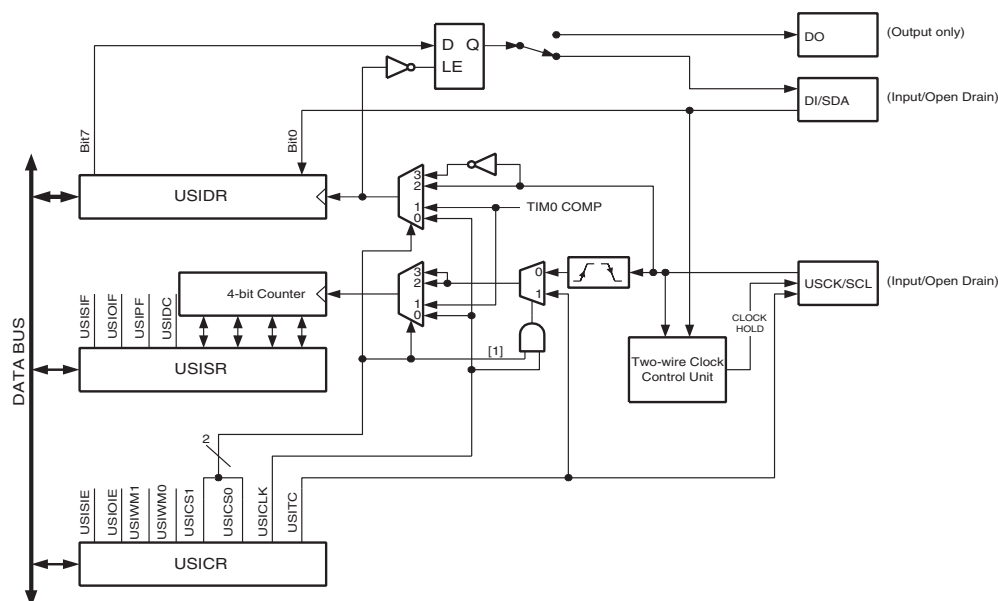 D Q
LE
DO
(Output only)
DI/SDA
(Input/Open Drain)
Bit7
Bit0
USIDR
3
2
1
0
TIM0 COMP
4-bit Counter
3
2
1
0
0
1
USCK/SCL
(Input/Open Drain)
CLOCK
HOLD
USISIF
USIOIF
USIPF
USIDC
[1]
USISR
Two-wire Clock
Control Unit
DATA BUS
2
USISIE
USIOIE
USIWM1
USIWM0
USICS1
USICS0
USICLK
USITC
USICR